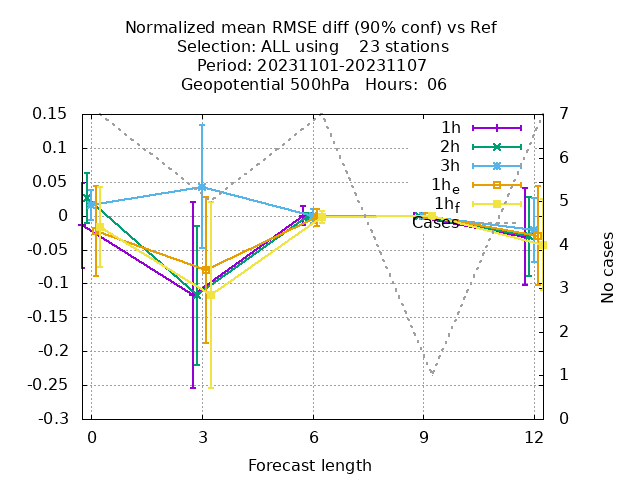 Normalized mean RMSE diff (90% conf) vs Ref
Selection: ALL using    23 stations
Period: 20231101-20231107
Geopotential 500hPa   Hours:  06
0.15
0.1
0.05
0
-0.05
-0.1
-0.15
-0.2
-0.25
-0.3
7
6
5
4
3
2
1
0
No cases
1h
2h
3h
1he
1hf
Cases
0 3 6 9 12
Forecast length